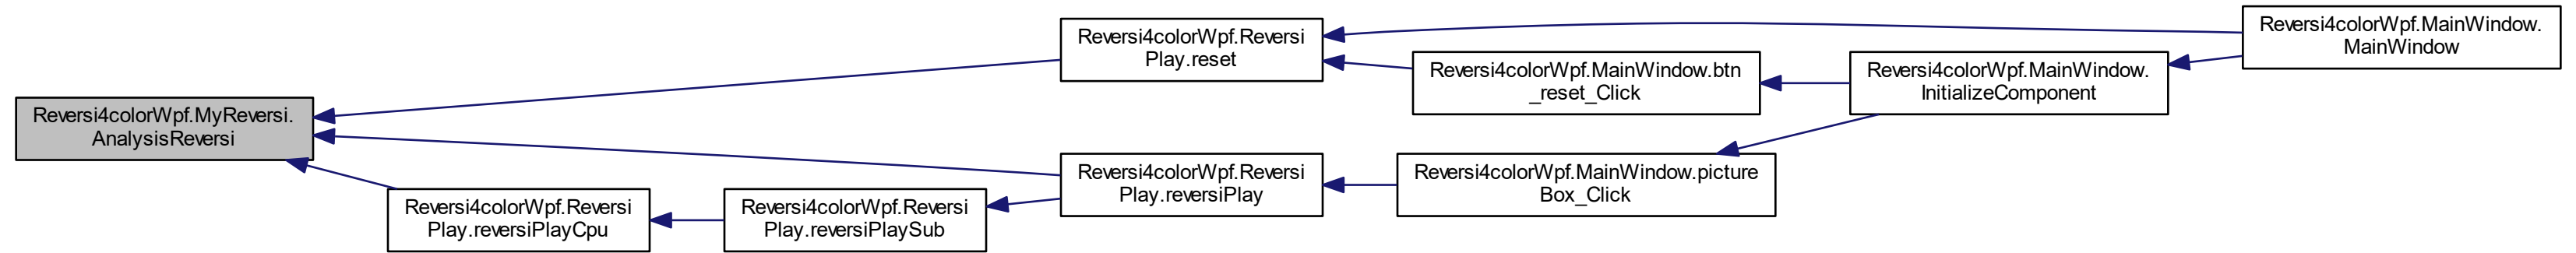 Reversi4colorWpf.MyReversi.
AnalysisReversi
Reversi4colorWpf.Reversi
Play.reset
Reversi4colorWpf.MainWindow.
MainWindow
Reversi4colorWpf.MainWindow.btn
_reset_Click
Reversi4colorWpf.MainWindow.
InitializeComponent
Reversi4colorWpf.Reversi
Play.reversiPlay
Reversi4colorWpf.MainWindow.picture
Box_Click
Reversi4colorWpf.Reversi
Play.reversiPlayCpu
Reversi4colorWpf.Reversi
Play.reversiPlaySub